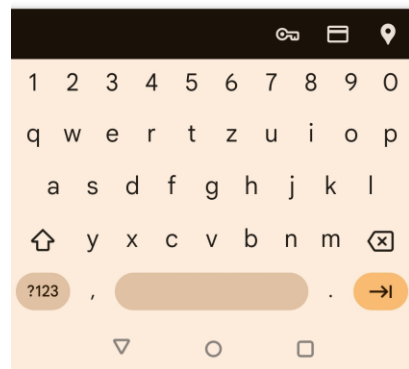 1 2 3 4 5 6 7 8 9 0
q w e r t z u i o p
a s d f g h j k l
y x c v b n m
?123 , .